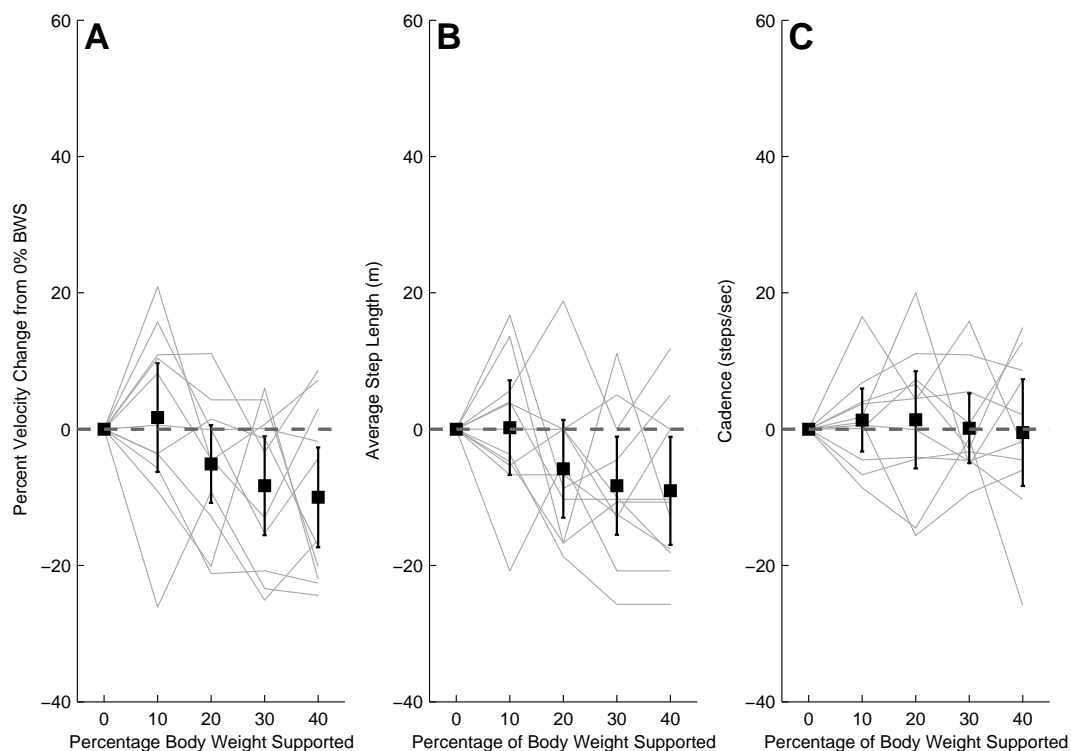 A
60
40
20
0
−20
−40
Percent Velocity Change from 0% BWS
0 10 20 30 40
Percentage Body Weight Supported
B
60
40
20
0
−20
−40
Average Step Length (m)
0 10 20 30 40
Percentage of Body Weight Supported
C
60
40
20
0
−20
−40
Cadence (steps/sec)
0 10 20 30 40
Percentage of Body Weight Supported